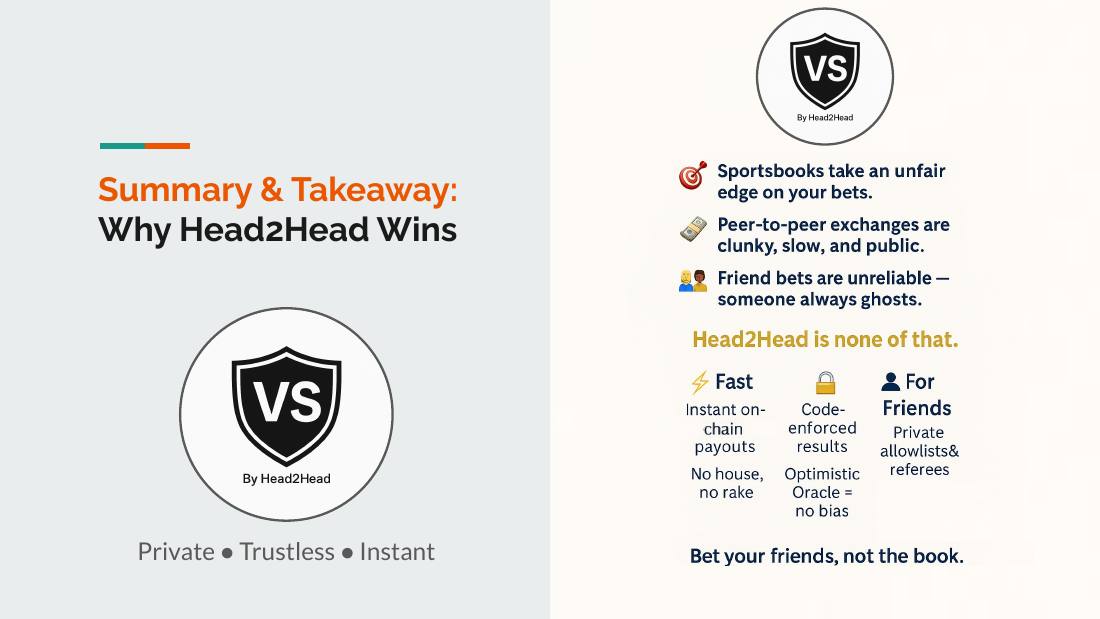 Summary & Takeaway:
Why Head2Head Wins
VS
By Head2Head
Private ● Trustless ● Instant
VS
By Head2Head
Sportsbooks take an unfair
edge on your bets.
Peer-to-peer exchanges are
clunky, slow, and public.
Friend bets are unreliable —
someone always ghosts.
Head2Head is none of that.
Fast
Instant on-
chain
payouts
No house,
no rake
Code-
enforced
results
Optimistic
Oracle =
no bias
For
Friends
Private
allowlists&
referees
Bet your friends, not the book.